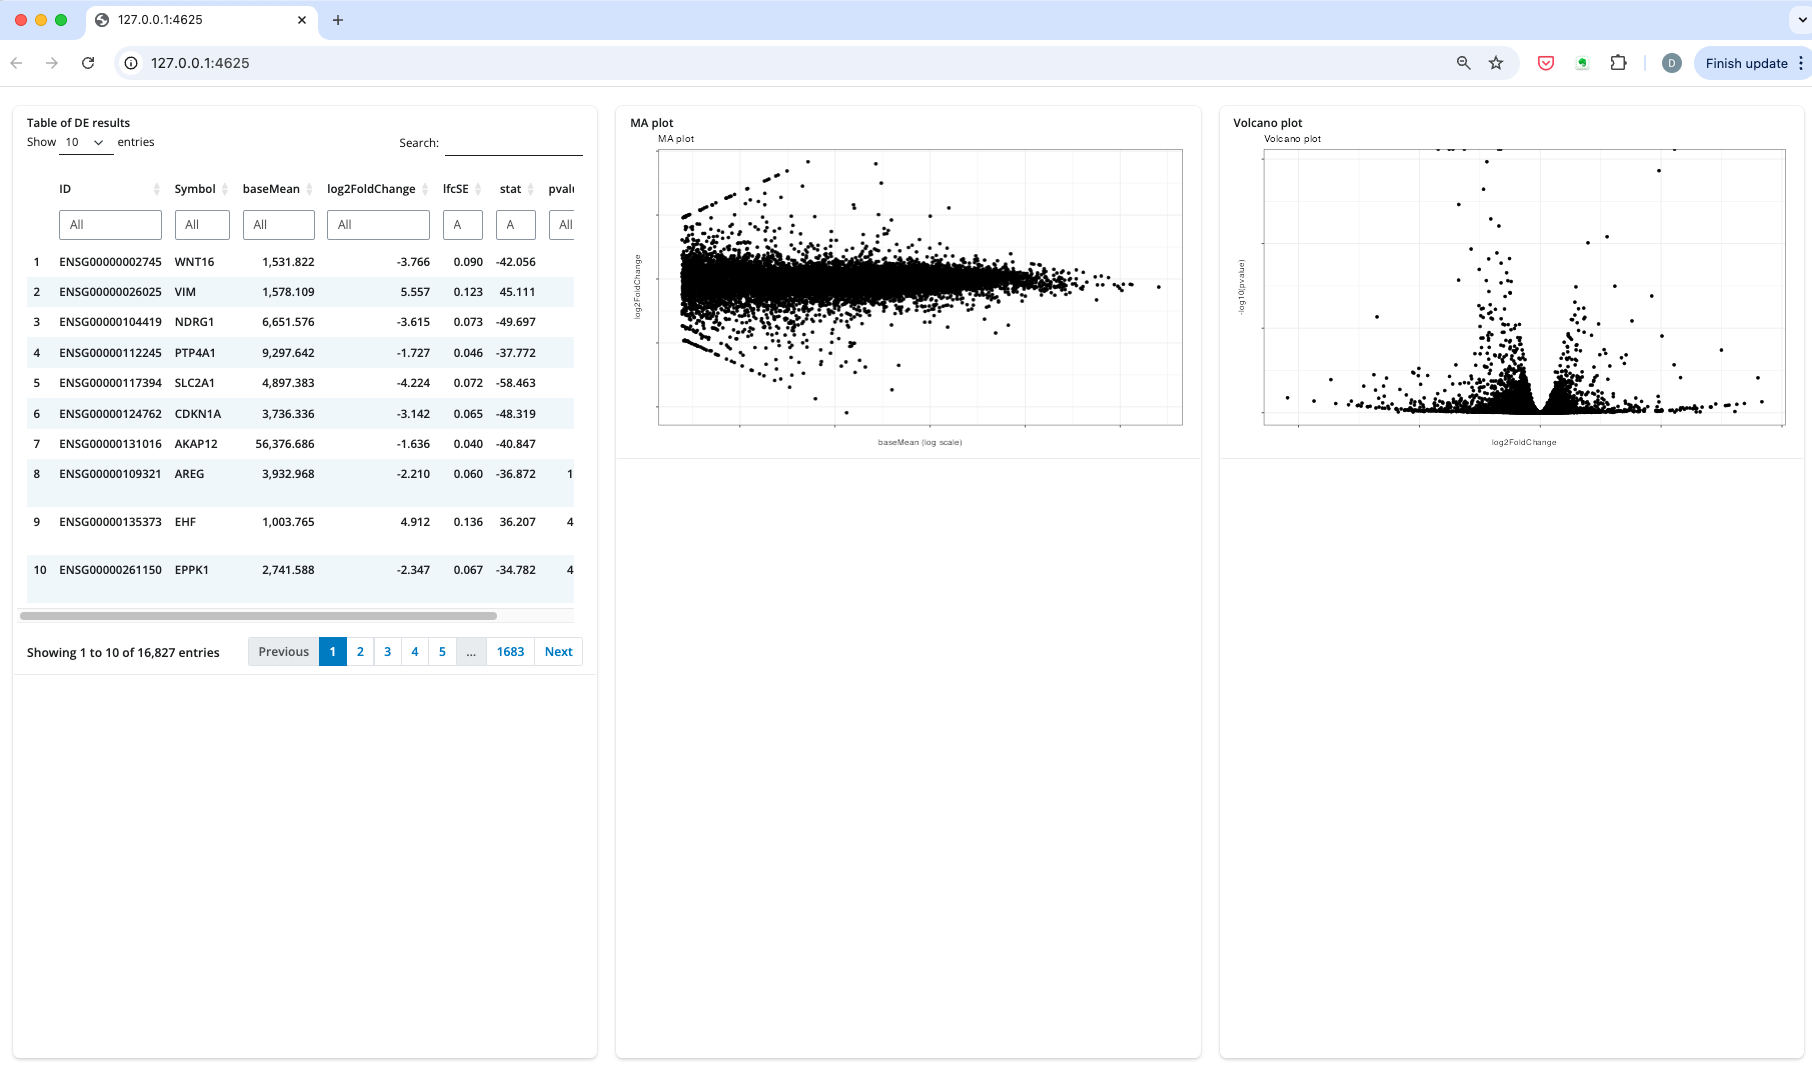 127.0.0.1:4625
127.0.0.1:4625
D
Finish update
Table of DE results
Show 10 entries
Search:
ID Symbol baseMean log2FoldChange lfcSE stat pvalu
All All All All A A All
1 ENSG00000002745 WNT16 1,531.822 -3.766 0.090 -42.056
2 ENSG00000026025 VIM 1,578.109 5.557 0.123 45.111
3 ENSG00000104419 NDRG1 6,651.576 -3.615 0.073 -49.697
4 ENSG00000112245 PTP4A1 9,297.642 -1.727 0.046 -37.772
5 ENSG00000117394 SLC2A1 4,897.383 -4.224 0.072 -58.463
6 ENSG00000124762 CDKN1A 3,736.336 -3.142 0.065 -48.319
7 ENSG00000131016 AKAP12 56,376.686 -1.636 0.040 -40.847
8 ENSG00000109321 AREG 3,932.968 -2.210 0.060 -36.872 1
9 ENSG00000135373 EHF 1,003.765 4.912 0.136 36.207 4
10 ENSG00000261150 EPPK1 2,741.588 -2.347 0.067 -34.782 4
Showing 1 to 10 of 16,827 entries
Previous 1 2 3 4 5 ... 1683 Next
MA plot
MA plot
log2FoldChange
baseMean (log scale)
Volcano plot
Volcano plot
-log10(pvalue)
log2FoldChange